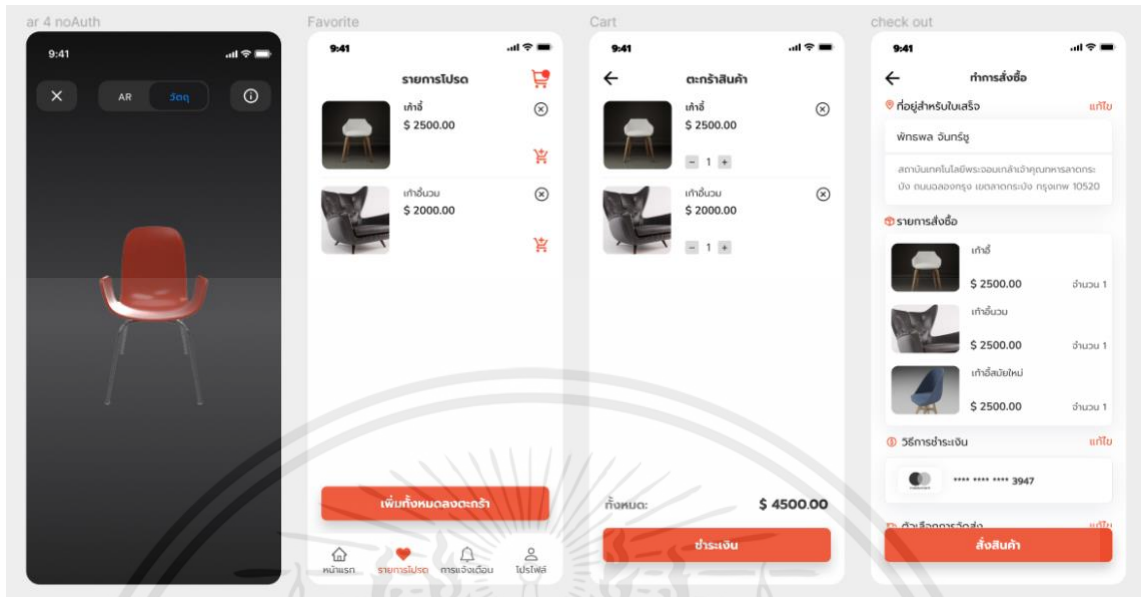 ar 4 noAuth
9:41
AR
วัตถุ
Favorite
9:41
รายการโปรด
เก้าอี้
$ 2500.00
เก้าอี้นวม
$ 2000.00
เพิ่มทั้งหมดลงตะกร้า
หน้าแรก
รายการโปรด
การแจ้งเตือน
โปรไฟล์
Cart
9:41
ตะกร้าสินค้า
เก้าอี้
$ 2500.00
1
เก้าอี้นวม
$ 2000.00
1
ทั้งหมด:
$ 4500.00
ชำระเงิน
check out
9:41
ทำการสั่งซื้อ
ที่อยู่สำหรับใบเสร็จ
แก้ไข
พัทธพล จันทร์ชู
สถาบันเทคโนโลยีพระจอมเกล้าเจ้าคุณทหารลาดกระ
บัง ถนนฉลองกรุง เขตลาดกระบัง กรุงเทพ 10520
รายการสั่งซื้อ
เก้าอี้
$ 2500.00
จำนวน 1
เก้าอี้นวม
$ 2500.00
จำนวน 1
เก้าอี้สมัยใหม่
$ 2500.00
จำนวน 1
วิธีการชำระเงิน
แก้ไข
**** **** **** 3947
ตัวเลือกการจัดส่ง
แก้ไข
สั่งสินค้า